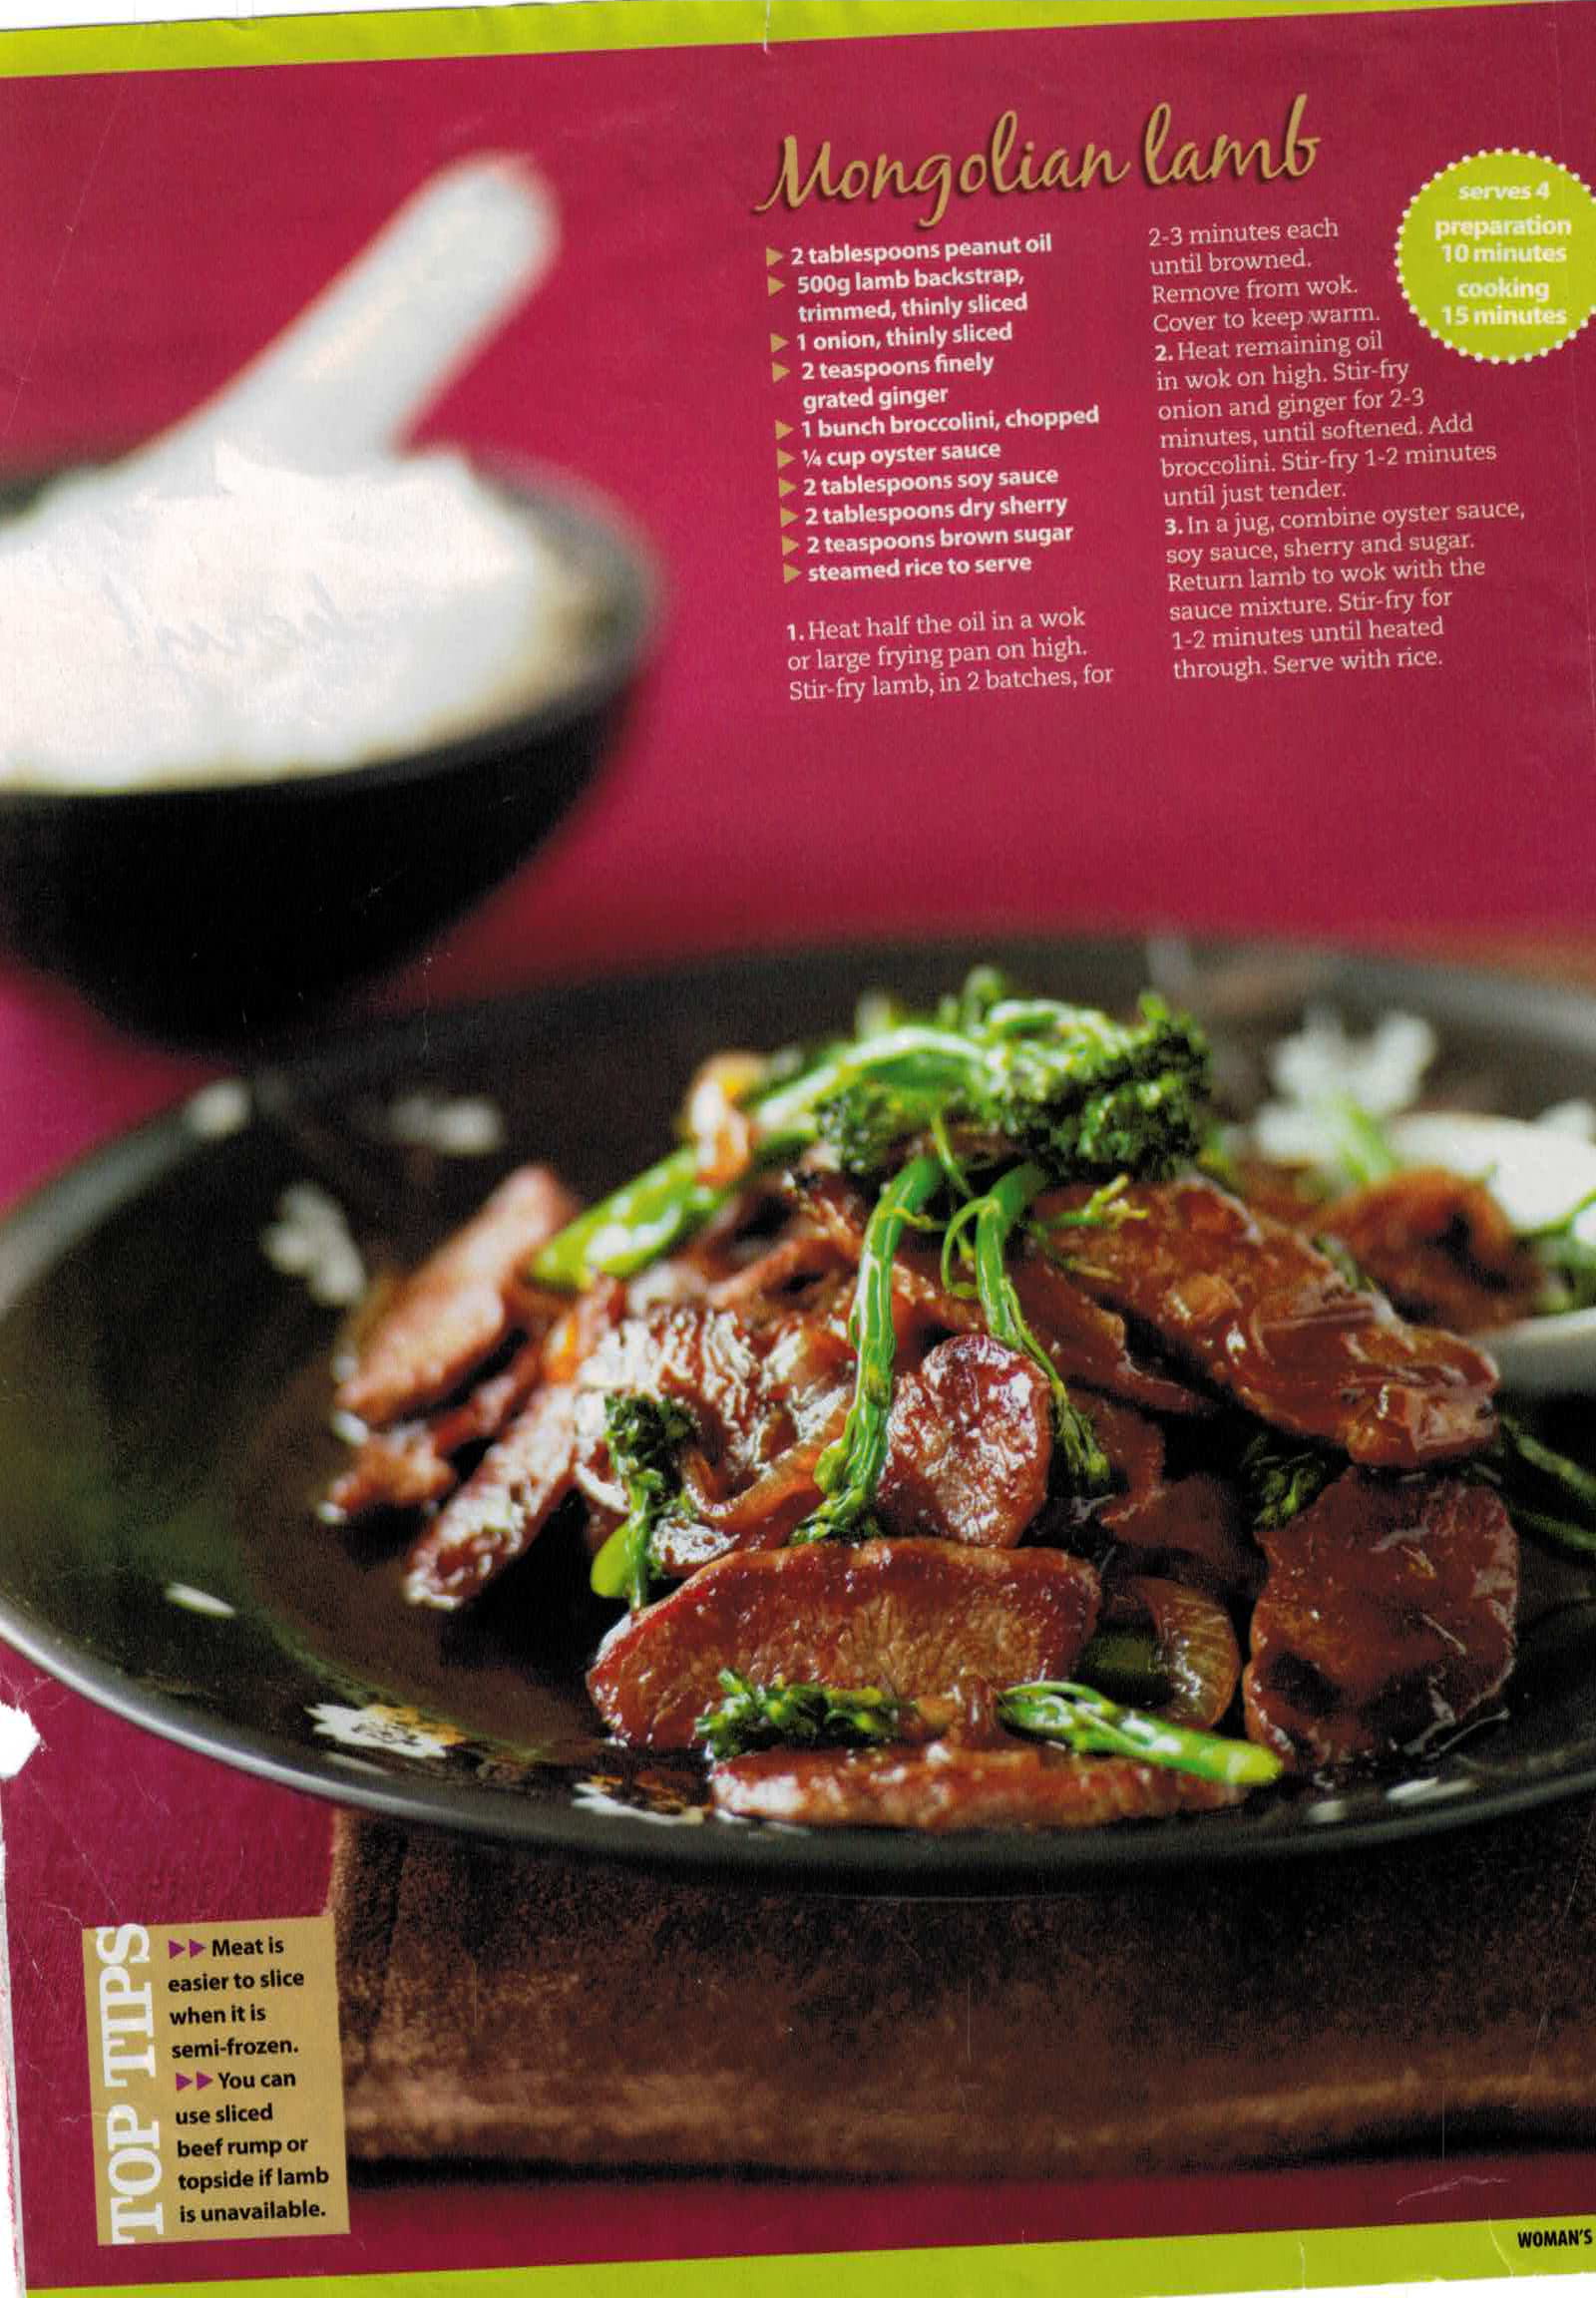 Mongolian lamb
serves 4
preparation
10 minutes
cooking
15 minutes
▶ 2 tablespoons peanut oil
▶ 500g lamb backstrap,
trimmed, thinly sliced
▶ 1 onion, thinly sliced
▶ 2 teaspoons finely
grated ginger
▶ 1 bunch broccolini, chopped
▶ ¼ cup oyster sauce
▶ 2 tablespoons soy sauce
▶ 2 tablespoons dry sherry
▶ 2 teaspoons brown sugar
▶ steamed rice to serve
1. Heat half the oil in a wok
or large frying pan on high.
Stir-fry lamb, in 2 batches, for
2-3 minutes each
until browned.
Remove from wok.
Cover to keep warm.
2. Heat remaining oil
in wok on high. Stir-fry
onion and ginger for 2-3
minutes, until softened. Add
broccolini. Stir-fry 1-2 minutes
until just tender.
3. In a jug, combine oyster sauce,
soy sauce, sherry and sugar.
Return lamb to wok with the
sauce mixture. Stir-fry for
1-2 minutes until heated
through. Serve with rice.
TOP TIPS
▶▶ Meat is
easier to slice
when it is
semi-frozen.
▶▶ You can
use sliced
beef rump or
topside if lamb
is unavailable.
WOMAN'S